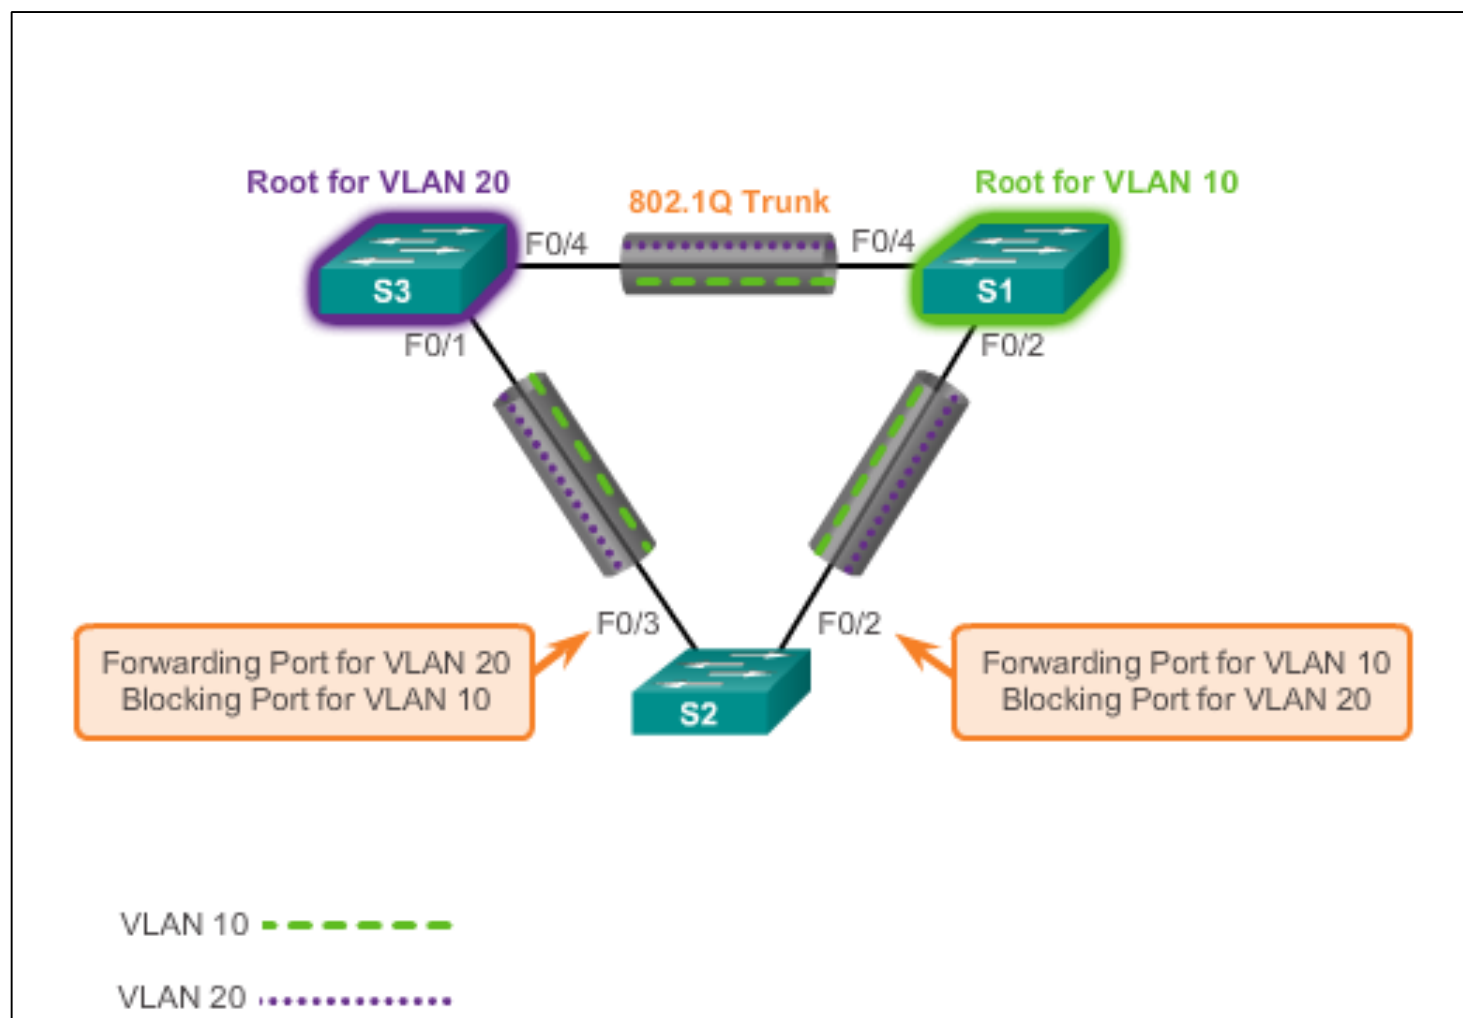 Root for VLAN 20
802.1Q Trunk
Root for VLAN 10
F0/4
F0/4
S3
S1
F0/1
F0/2
F0/3
F0/2
Forwarding Port for VLAN 20
Blocking Port for VLAN 10
Forwarding Port for VLAN 10
Blocking Port for VLAN 20
S2
VLAN 10
VLAN 20